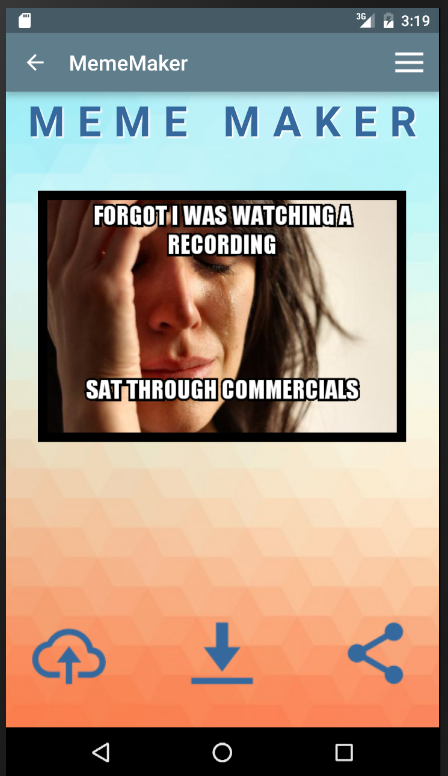 3G 3:19
MemeMaker
MEME MAKER
FORGOT I WAS WATCHING A
RECORDING
SAT THROUGH COMMERCIALS